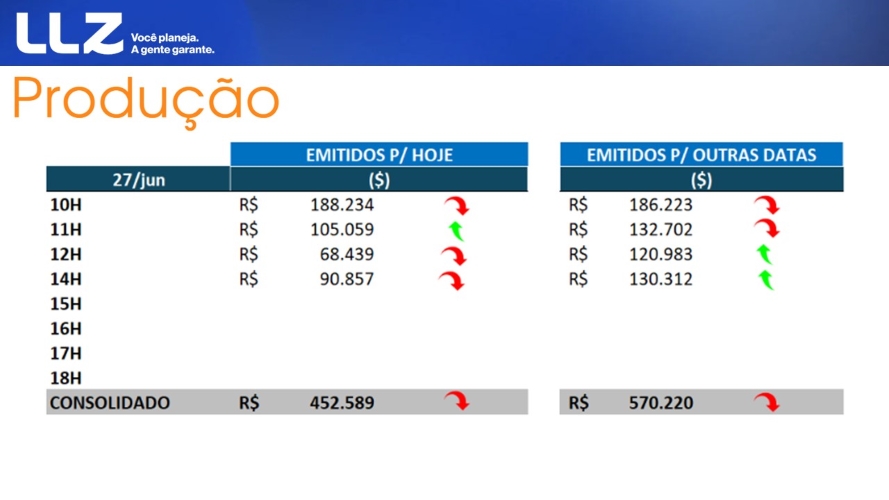 LLZ
Você planeja.
A gente garante.
Produção
EMITIDOS P/ HOJE EMITIDOS P/ OUTRAS DATAS
27/jun ($) ($)
10H R$ 188.234 R$ 186.223
11H R$ 105.059 R$ 132.702
12H R$ 68.439 R$ 120.983
14H R$ 90.857 R$ 130.312
15H
16H
17H
18H
CONSOLIDADO R$ 452.589 R$ 570.220